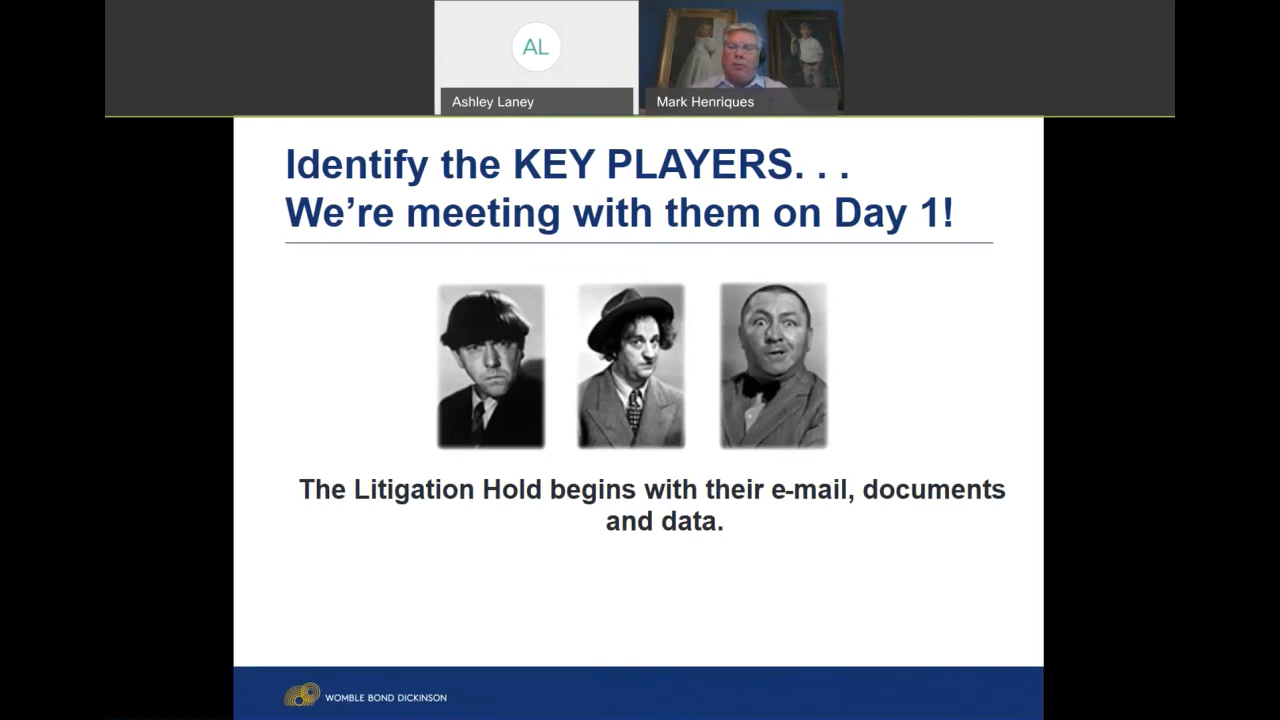 AL
Ashley Laney
Mark Henriques
Identify the KEY PLAYERS. . .
We’re meeting with them on Day 1!
The Litigation Hold begins with their e-mail, documents
and data.
WOMBLE BOND DICKINSON